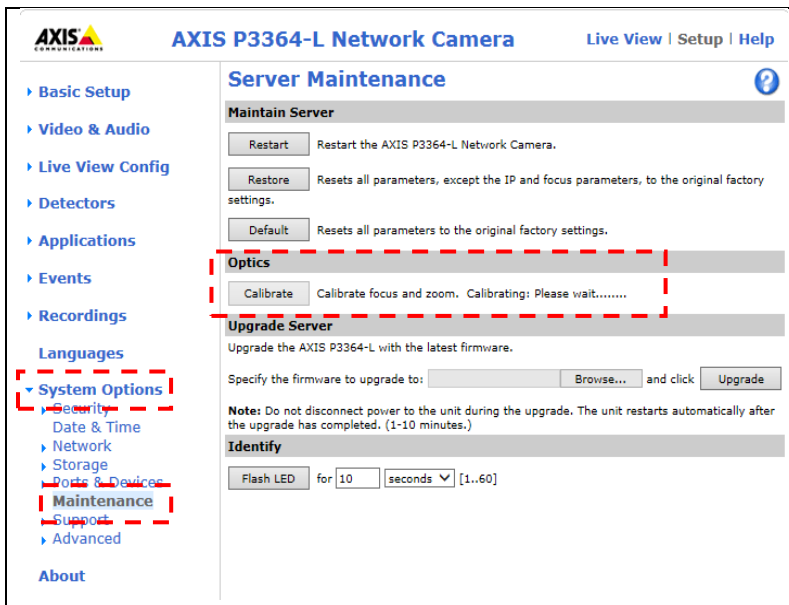 AXIS
COMMUNICATIONS
AXIS P3364-L Network Camera
Live View | Setup | Help
Basic Setup
Video & Audio
Live View Config
Detectors
Applications
Events
Recordings
Languages
System Options
Security
Date & Time
Network
Storage
Ports & Devices
Maintenance
Support
Advanced
About
Server Maintenance
?
Maintain Server
Restart Restart the AXIS P3364-L Network Camera.
Restore Resets all parameters, except the IP and focus parameters, to the original factory
settings.
Default Resets all parameters to the original factory settings.
Optics
Calibrate Calibrate focus and zoom. Calibrating: Please wait........
Upgrade Server
Upgrade the AXIS P3364-L with the latest firmware.
Specify the firmware to upgrade to: Browse... and click Upgrade
Note: Do not disconnect power to the unit during the upgrade. The unit restarts automatically after
the upgrade has completed. (1-10 minutes.)
Identify
Flash LED for 10 seconds [1..60]